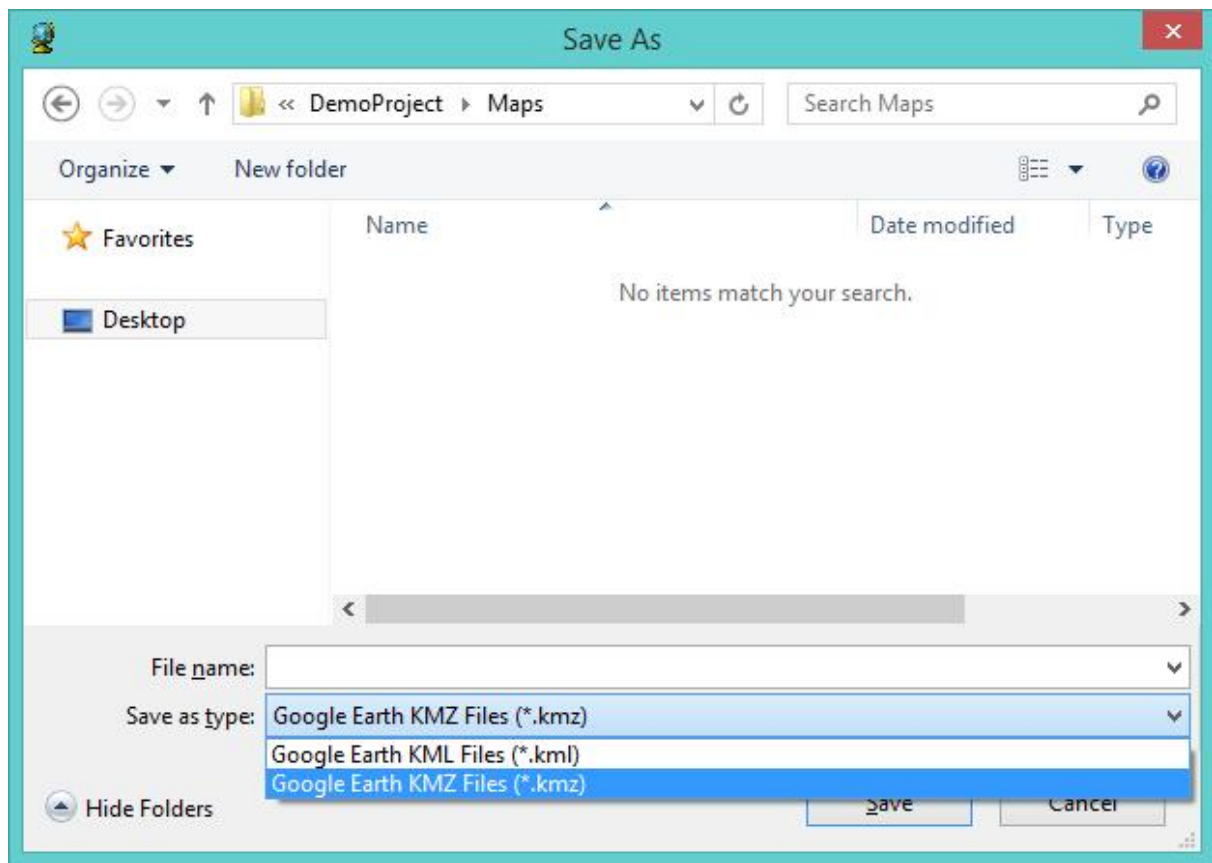 Save As
« DemoProject Maps Search Maps
Organize New folder
Name Date modified Type
Favorites
No items match your search.
Desktop
File name:
Save as type: Google Earth KMZ Files (*.kmz)
Google Earth KML Files (*.kml)
Google Earth KMZ Files (*.kmz)
Hide Folders Save Cancel